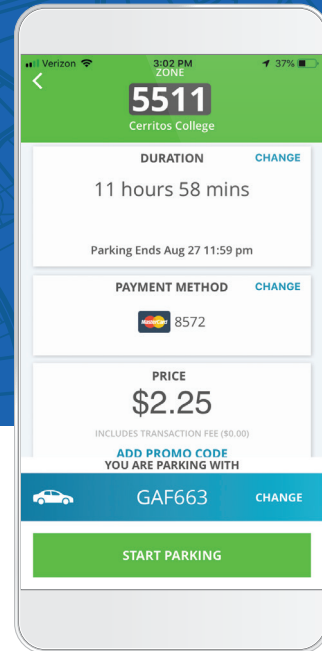 Verizon 3:02 PM 37%
ZONE
5511
Cerritos College
DURATION CHANGE
11 hours 58 mins
Parking Ends Aug 27 11:59 pm
PAYMENT METHOD CHANGE
MasterCard 8572
PRICE
$2.25
INCLUDES TRANSACTION FEE ($0.00)
ADD PROMO CODE
YOU ARE PARKING WITH
GAF663 CHANGE
START PARKING